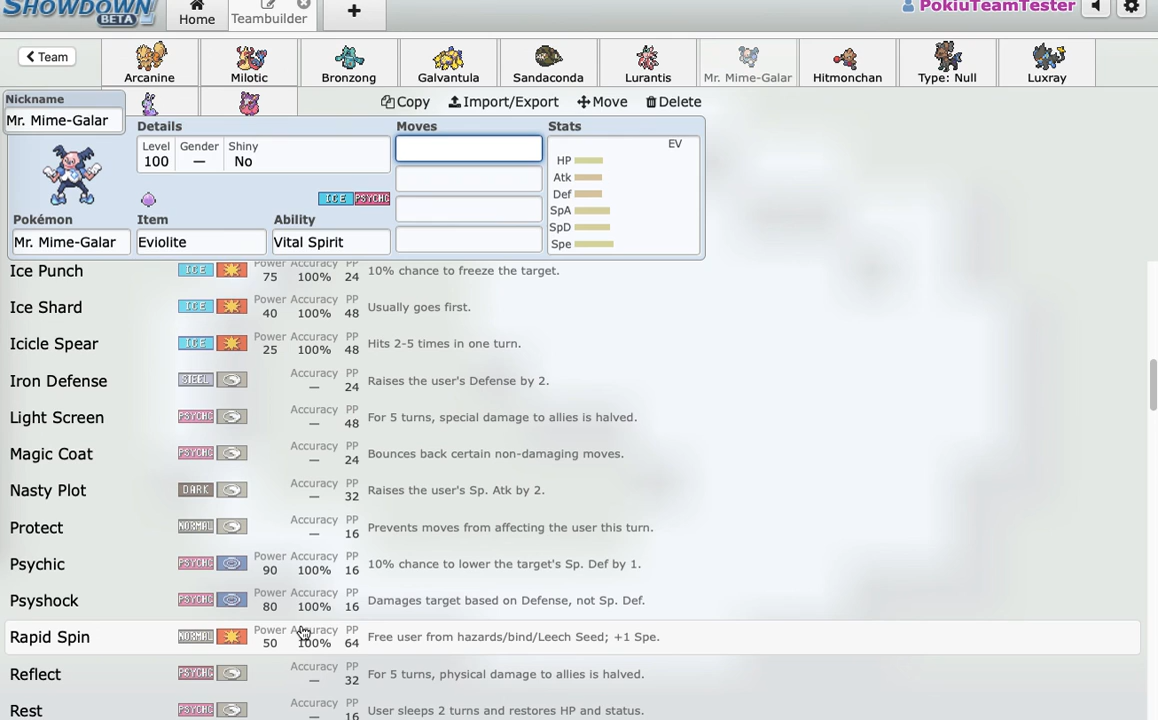 SHOWDOWN
BETA
Home
Teambuilder
PokiuTeamTester
Team
Arcanine
Milotic
Bronzong
Galvantula
Sandaconda
Lurantis
Mr. Mime-Galar
Hitmonchan
Type: Null
Luxray
Copy
Import/Export
Move
Delete
Nickname
Mr. Mime-Galar
Details
Level Gender Shiny
100 — No
ICE PSYCHC
Pokémon Item Ability
Mr. Mime-Galar Eviolite Vital Spirit
Moves
Stats
EV
HP
Atk
Def
SpA
SpD
Spe
Ice Punch ICE Power 75 Accuracy 100% PP 24 10% chance to freeze the target.
Ice Shard ICE Power 40 Accuracy 100% PP 48 Usually goes first.
Icicle Spear ICE Power 25 Accuracy 100% PP 48 Hits 2-5 times in one turn.
Iron Defense STEEL Accuracy — PP 24 Raises the user's Defense by 2.
Light Screen PSYCHC Accuracy — PP 48 For 5 turns, special damage to allies is halved.
Magic Coat PSYCHC Accuracy — PP 24 Bounces back certain non-damaging moves.
Nasty Plot DARK Accuracy — PP 32 Raises the user's Sp. Atk by 2.
Protect NORMAL Accuracy — PP 16 Prevents moves from affecting the user this turn.
Psychic PSYCHC Power 90 Accuracy 100% PP 16 10% chance to lower the target's Sp. Def by 1.
Psyshock PSYCHC Power 80 Accuracy 100% PP 16 Damages target based on Defense, not Sp. Def.
Rapid Spin NORMAL Power 50 Accuracy 100% PP 64 Free user from hazards/bind/Leech Seed; +1 Spe.
Reflect PSYCHC Accuracy — PP 32 For 5 turns, physical damage to allies is halved.
Rest PSYCHC Accuracy — PP 16 User sleeps 2 turns and restores HP and status.